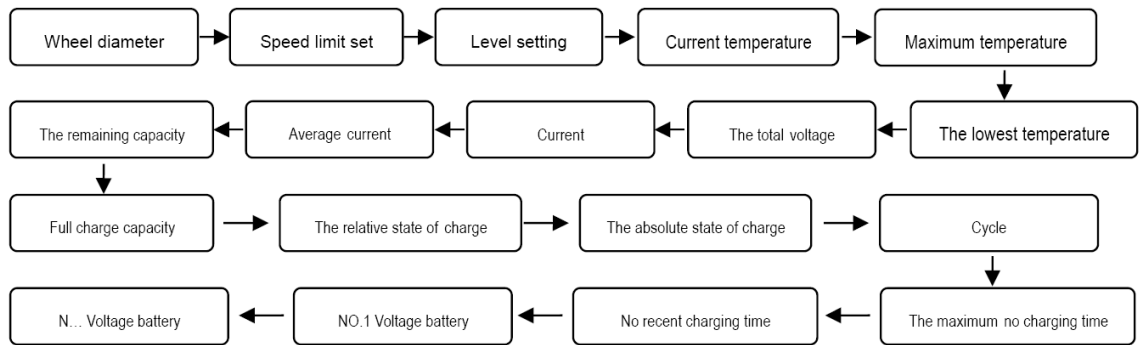 Wheel diameter
Speed limit set
Level setting
Current temperature
Maximum temperature
The lowest temperature
The total voltage
Current
Average current
The remaining capacity
Full charge capacity
The relative state of charge
The absolute state of charge
Cycle
The maximum no charging time
No recent charging time
NO.1 Voltage battery
N... Voltage battery